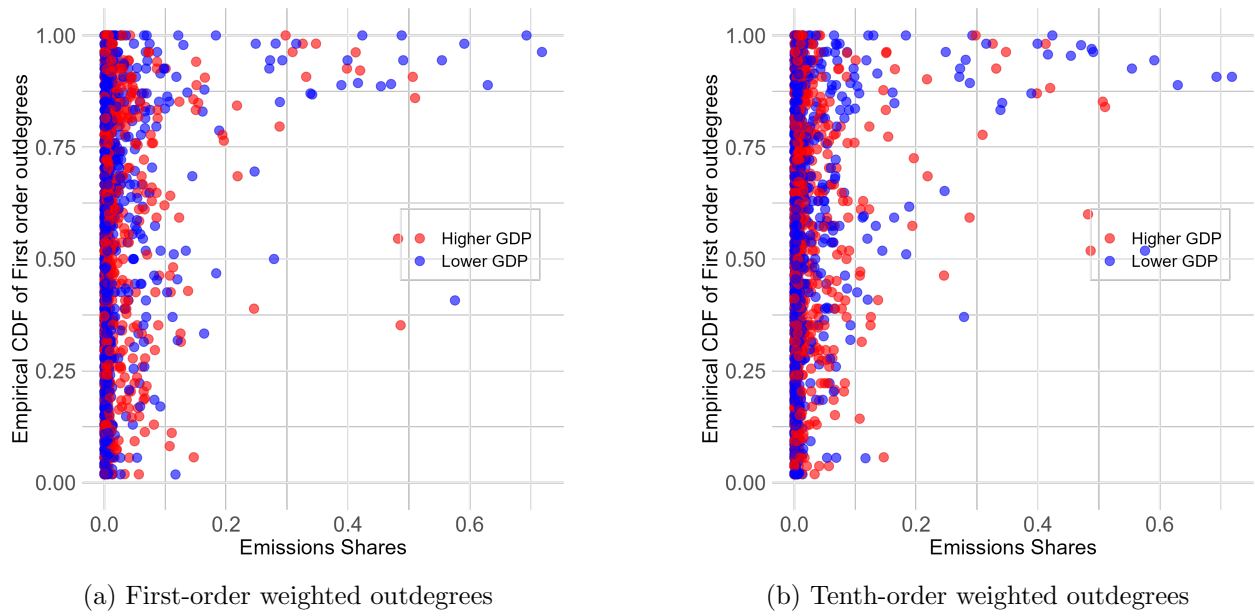 Empirical CDF of First order outdegrees
1.00
0.75
0.50
0.25
0.00
0.0 0.2 0.4 0.6
Emissions Shares
Higher GDP
Lower GDP
(a) First-order weighted outdegrees
Empirical CDF of First order outdegrees
1.00
0.75
0.50
0.25
0.00
0.0 0.2 0.4 0.6
Emissions Shares
Higher GDP
Lower GDP
(b) Tenth-order weighted outdegrees